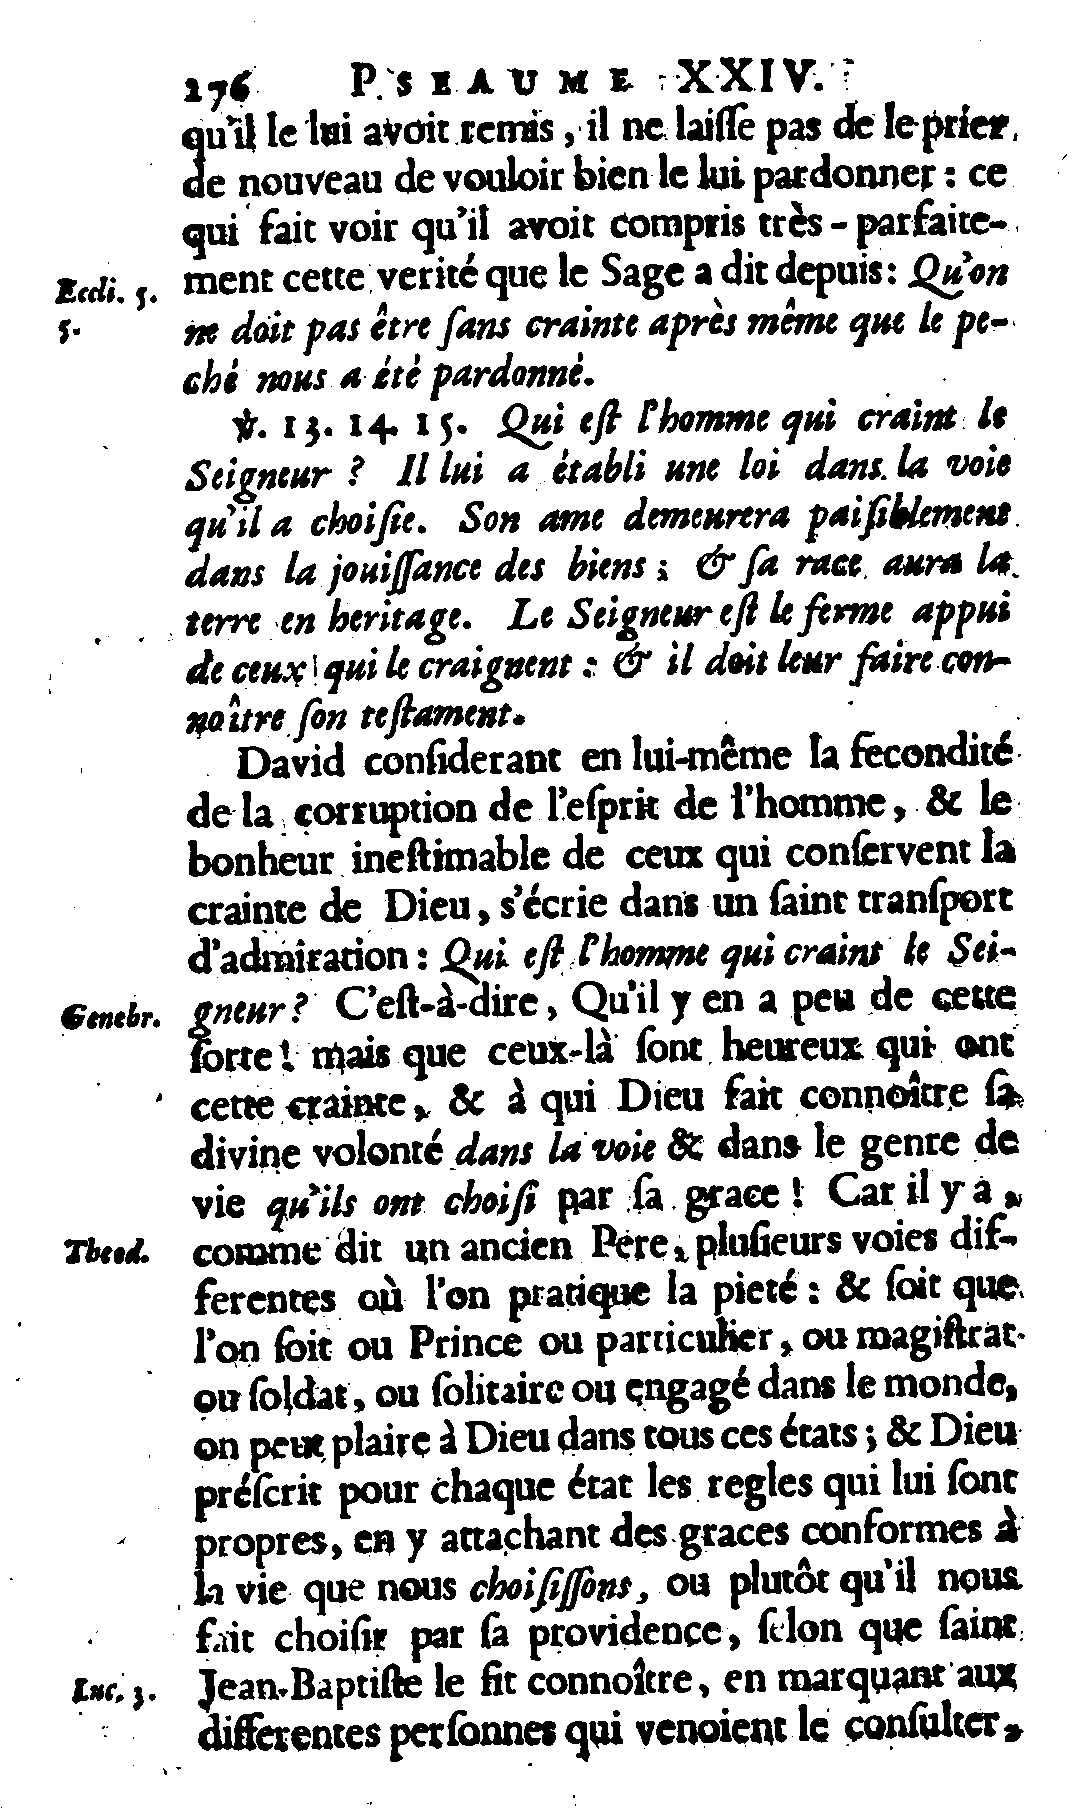 276 PSEAUME XXIV.
qu'il le lui avoit remis, il ne laiſſe pas de le prier
de nouveau de vouloir bien le lui pardonner : ce
qui fait voir qu'il avoit compris très-parfaite-
ment cette verité que le Sage a dit depuis: Qu'on
Eccli. 5.
5.
ne doit pas être ſans crainte après même que le pe-
ché nous a été pardonné.
℣. 13. 14. 15. Qui eſt l'homme qui craint le
Seigneur ? Il lui a établi une loi dans la voie
qu'il a choiſie. Son ame demeurera paiſiblement
dans la jouiſſance des biens ; & ſa race aura la
terre en heritage. Le Seigneur eſt le ferme appui
de ceux qui le craignent : & il doit leur faire con-
noître ſon teſtament.
David conſiderant en lui-même la fecondité
de la corruption de l'eſprit de l'homme, & le
bonheur ineſtimable de ceux qui conſervent la
crainte de Dieu, s'écrie dans un ſaint tranſport
d'admiration : Qui eſt l'homme qui craint le Sei-
Genebr.
gneur ? C'eſt-à-dire, Qu'il y en a peu de cette
ſorte ! mais que ceux-là ſont heureux qui ont
cette crainte, & à qui Dieu fait connoître ſa
divine volonté dans la voie & dans le genre de
vie qu'ils ont choiſi par ſa grace ! Car il y a,
Theod.
comme dit un ancien Pere, pluſieurs voies dif-
ferentes où l'on pratique la pieté : & ſoit que
l'on ſoit ou Prince ou particulier, ou magiſtrat
ou ſoldat, ou ſolitaire ou engagé dans le monde,
on peut plaire à Dieu dans tous ces états ; & Dieu
préſcrit pour chaque état les regles qui lui ſont
propres, en y attachant des graces conformes à
la vie que nous choiſiſſons, ou plutôt qu'il nous
fait choiſir par ſa providence, ſelon que ſaint
Luc. 3.
Jean-Baptiſte le fit connoître, en marquant aux
differentes perſonnes qui venoient le conſulter,